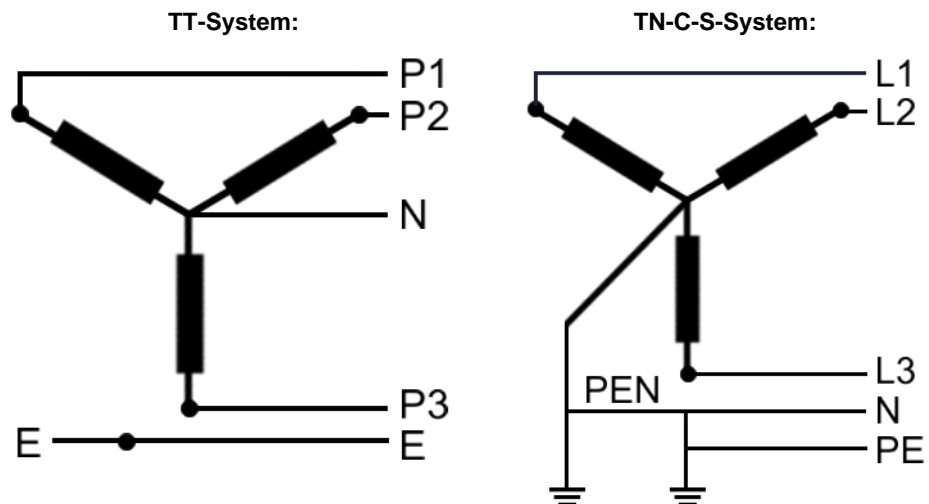 TT-System:
P1
P2
N
P3
E
E
TN-C-S-System:
L1
L2
L3
PEN
N
PE